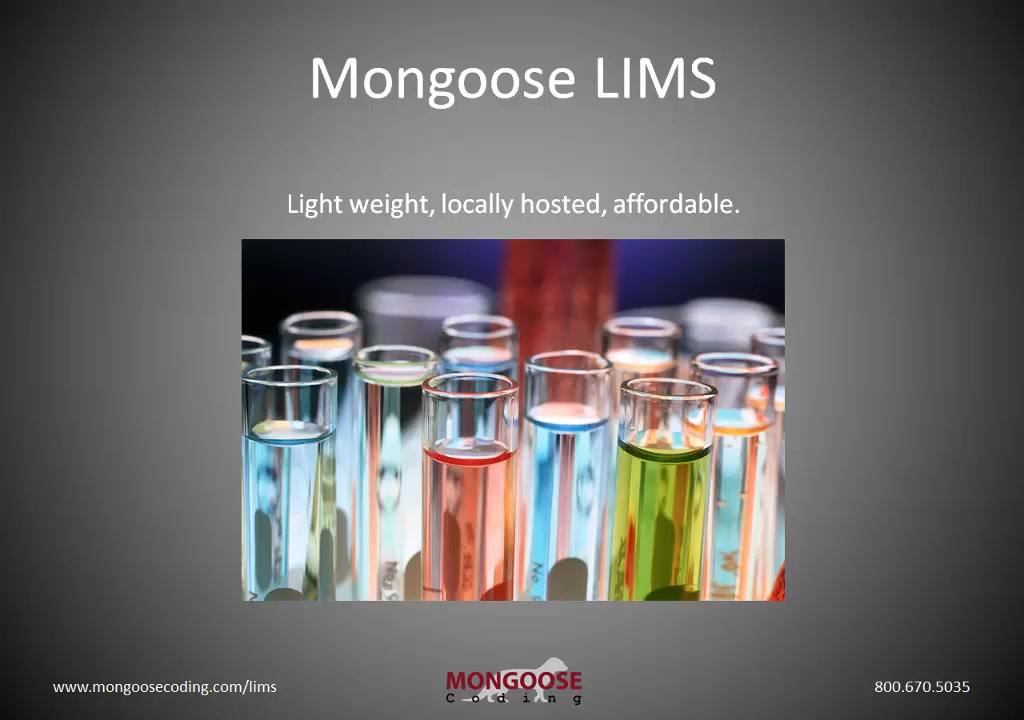 Mongoose LIMS
Light weight, locally hosted, affordable.
www.mongoosecoding.com/lims
MONGOOSE
Coding
800.670.5035